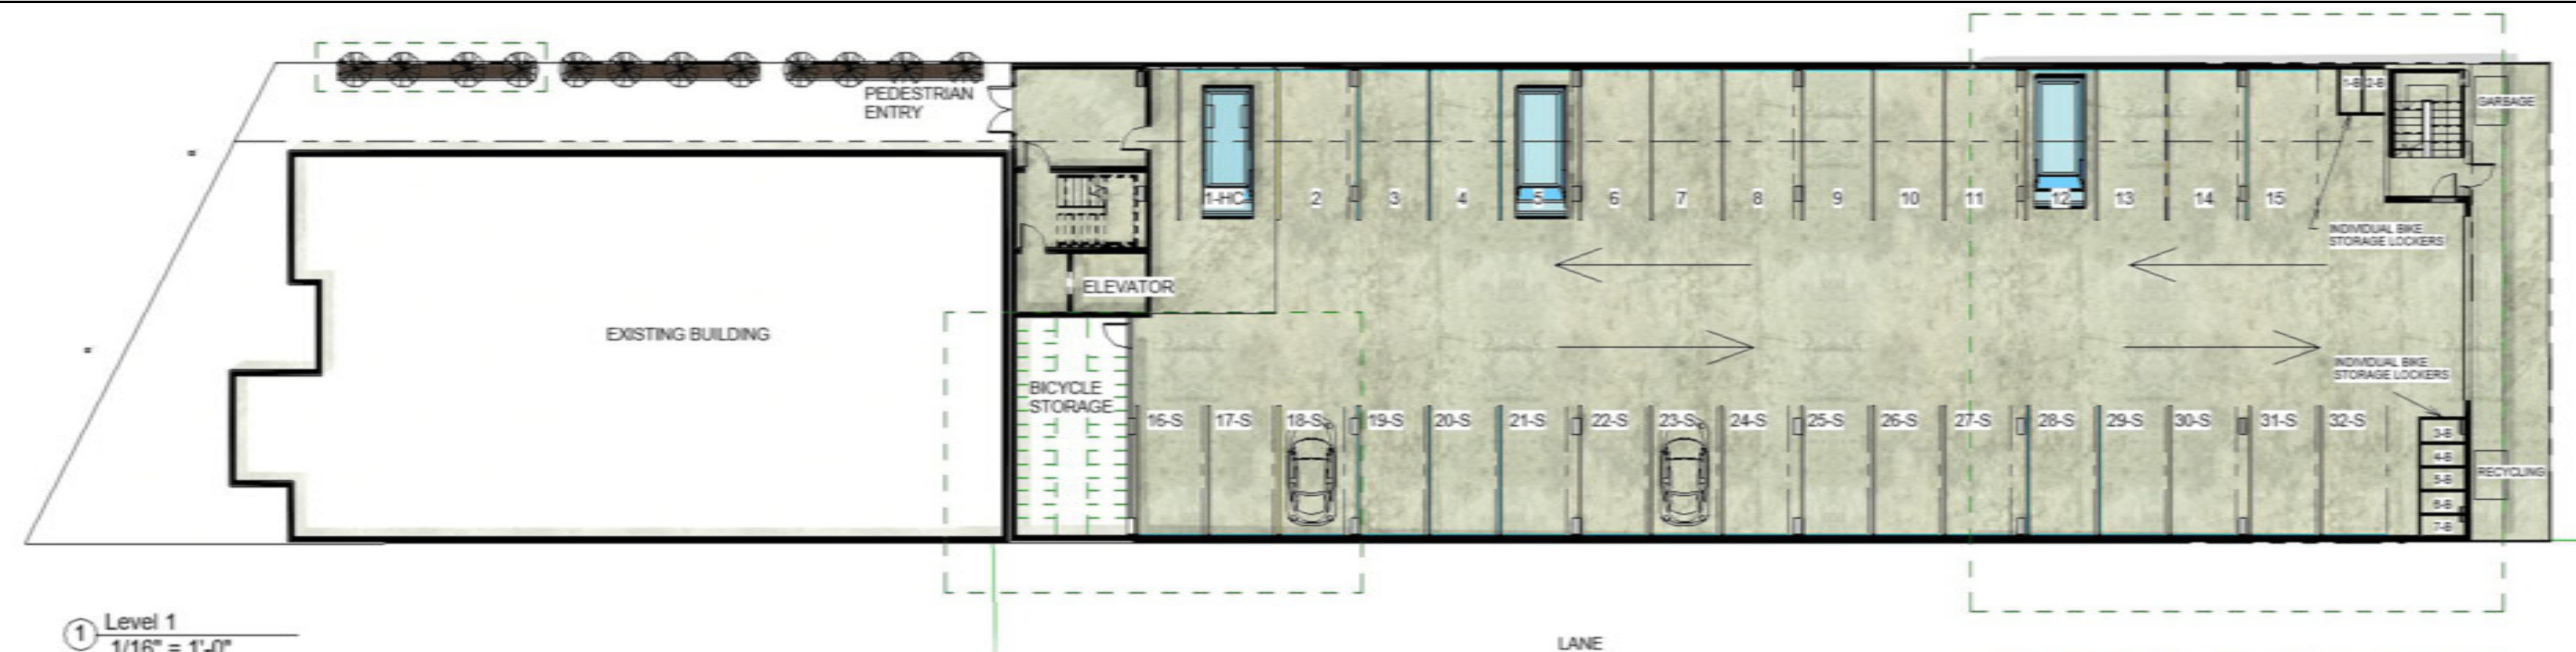 PEDESTRIAN
ENTRY
1-B 2-B
GARBAGE
1-HC 2 3 4 5 6 7 8 9 10 11 12 13 14 15
INDIVIDUAL BIKE
STORAGE LOCKERS
ELEVATOR
EXISTING BUILDING
INDIVIDUAL BIKE
STORAGE LOCKERS
BICYCLE
STORAGE
16-S 17-S 18-S 19-S 20-S 21-S 22-S 23-S 24-S 25-S 26-S 27-S 28-S 29-S 30-S 31-S 32-S
3-B
4-B
5-B
6-B
7-B
RECYCLING
1 Level 1
1/16" = 1'-0"
LANE